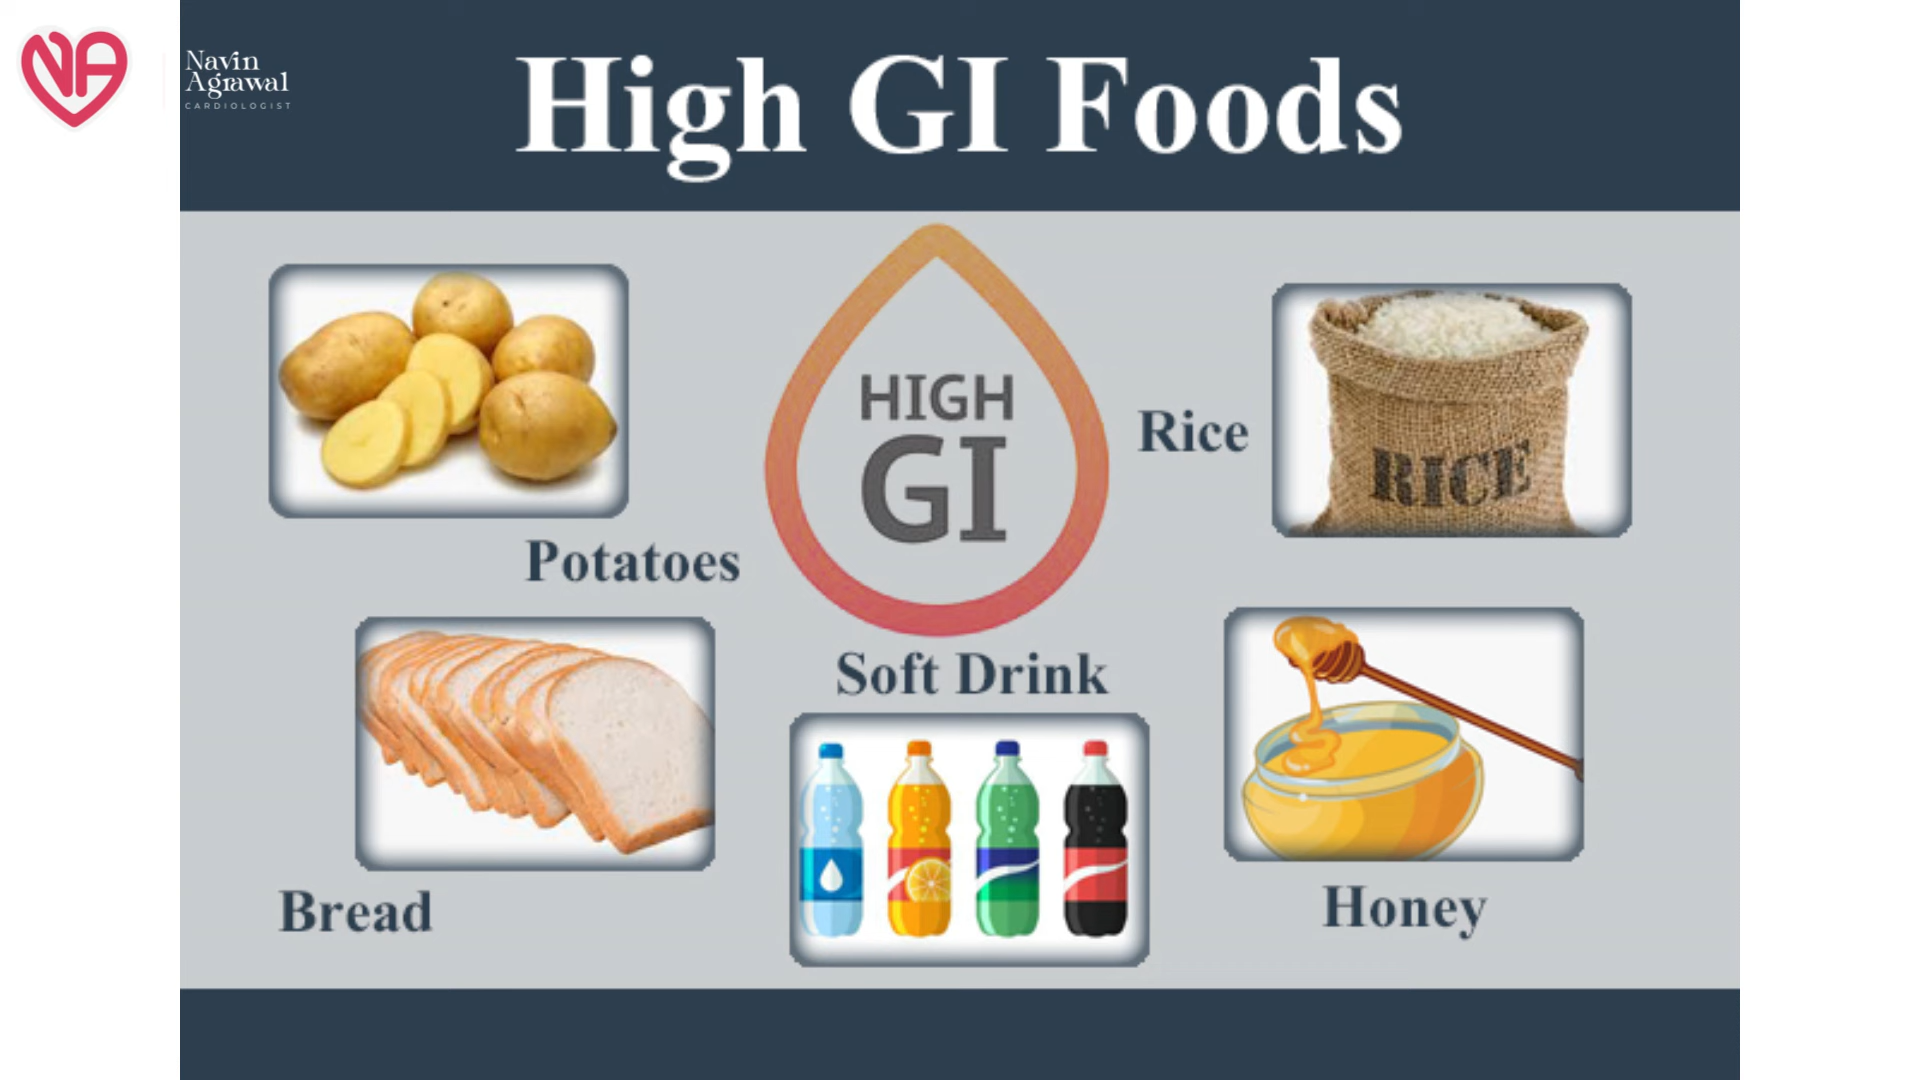 Navin
Agrawal
CARDIOLOGIST
High GI Foods
HIGH
GI
Rice
RICE
Potatoes
Soft Drink
Bread
Honey